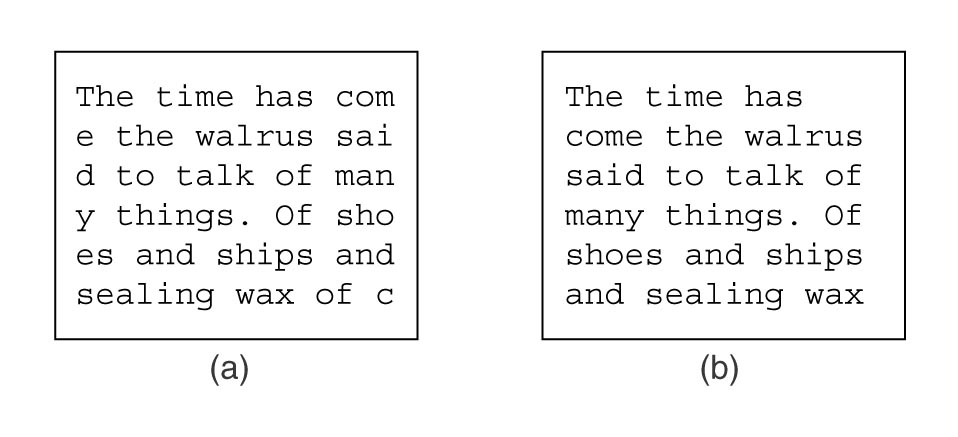 The time has com
e the walrus sai
d to talk of man
y things. Of sho
es and ships and
sealing wax of c
(a)
The time has
come the walrus
said to talk of
many things. Of
shoes and ships
and sealing wax
(b)